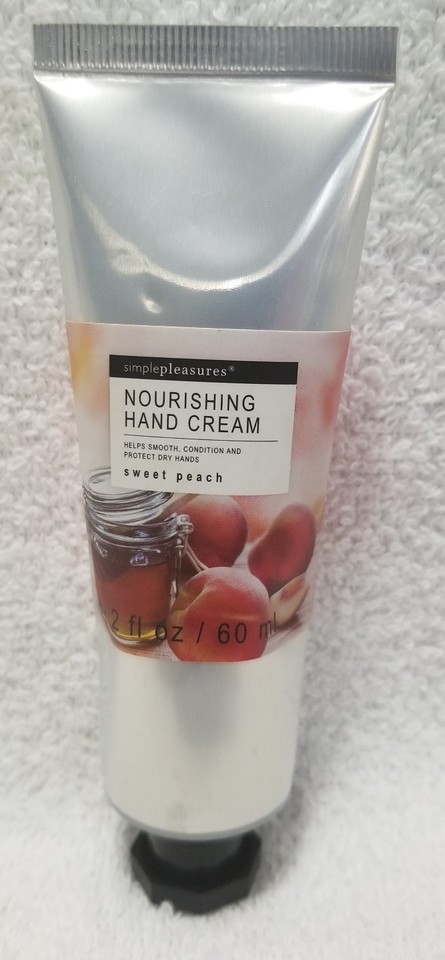 simplepleasures®
NOURISHING
HAND CREAM
HELPS SMOOTH, CONDITION AND
PROTECT DRY HANDS
sweet peach
2 fl oz / 60 ml